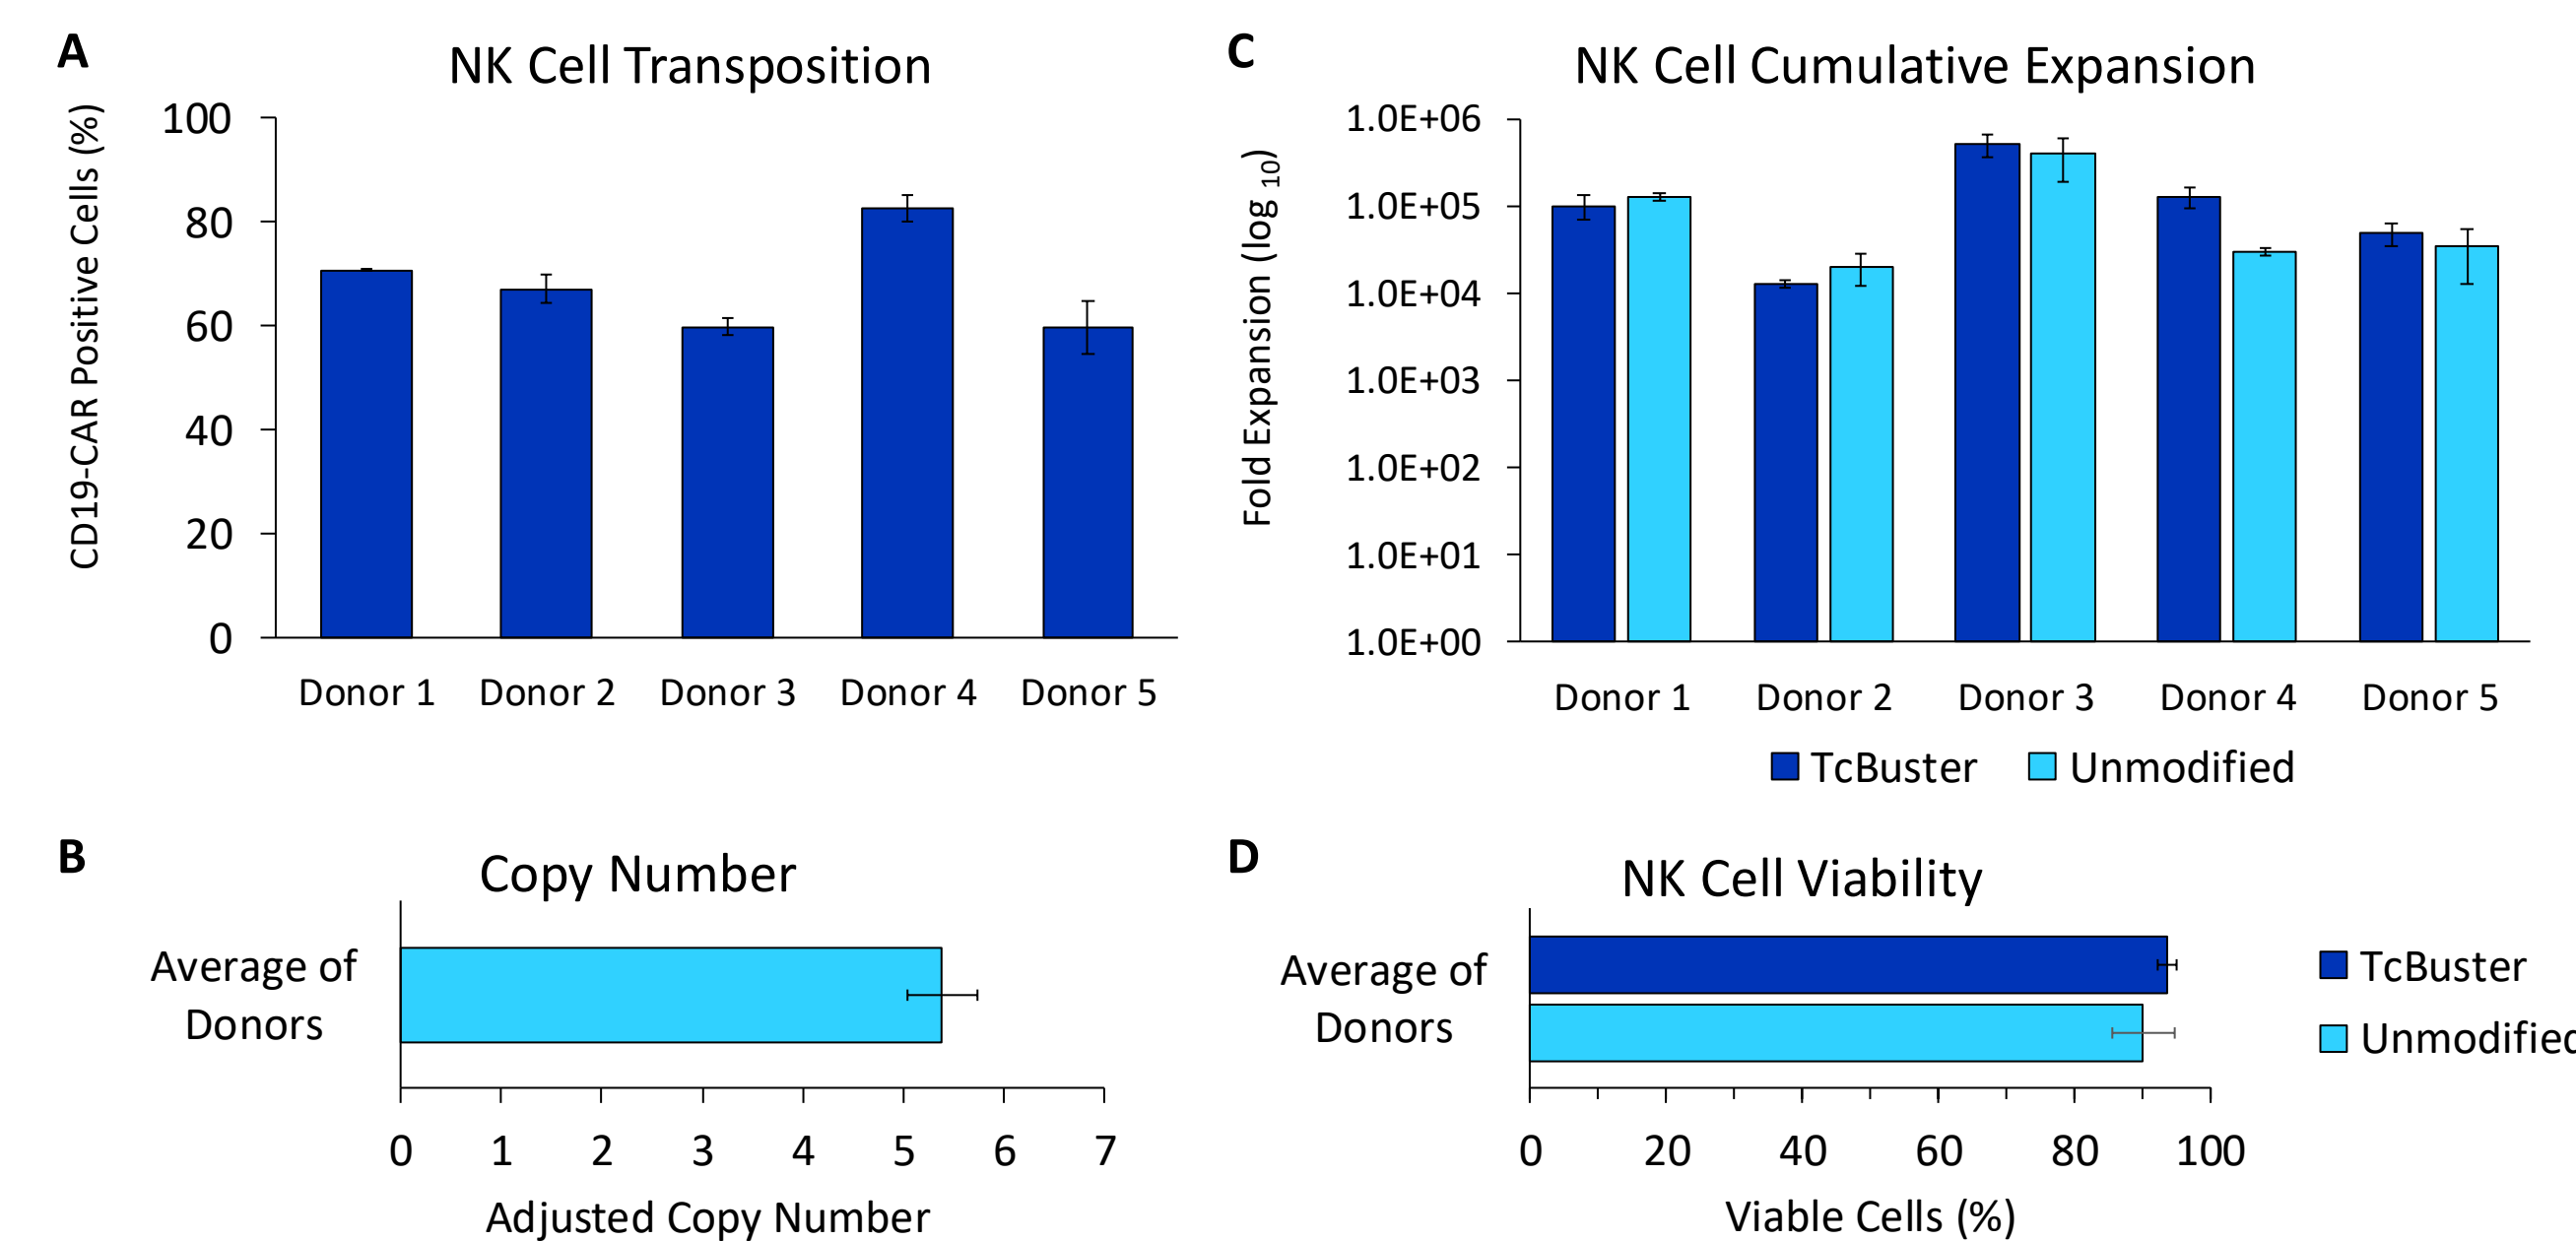 A
NK Cell Transposition
CD19-CAR Positive Cells (%)
100
80
60
40
20
0
Donor 1 Donor 2 Donor 3 Donor 4 Donor 5
B
Copy Number
Average of
Donors
0 1 2 3 4 5 6 7
Adjusted Copy Number
C
NK Cell Cumulative Expansion
Fold Expansion (log 10)
1.0E+06
1.0E+05
1.0E+04
1.0E+03
1.0E+02
1.0E+01
1.0E+00
Donor 1 Donor 2 Donor 3 Donor 4 Donor 5
TcBuster Unmodified
D
NK Cell Viability
Average of
Donors
TcBuster
Unmodified
0 20 40 60 80 100
Viable Cells (%)